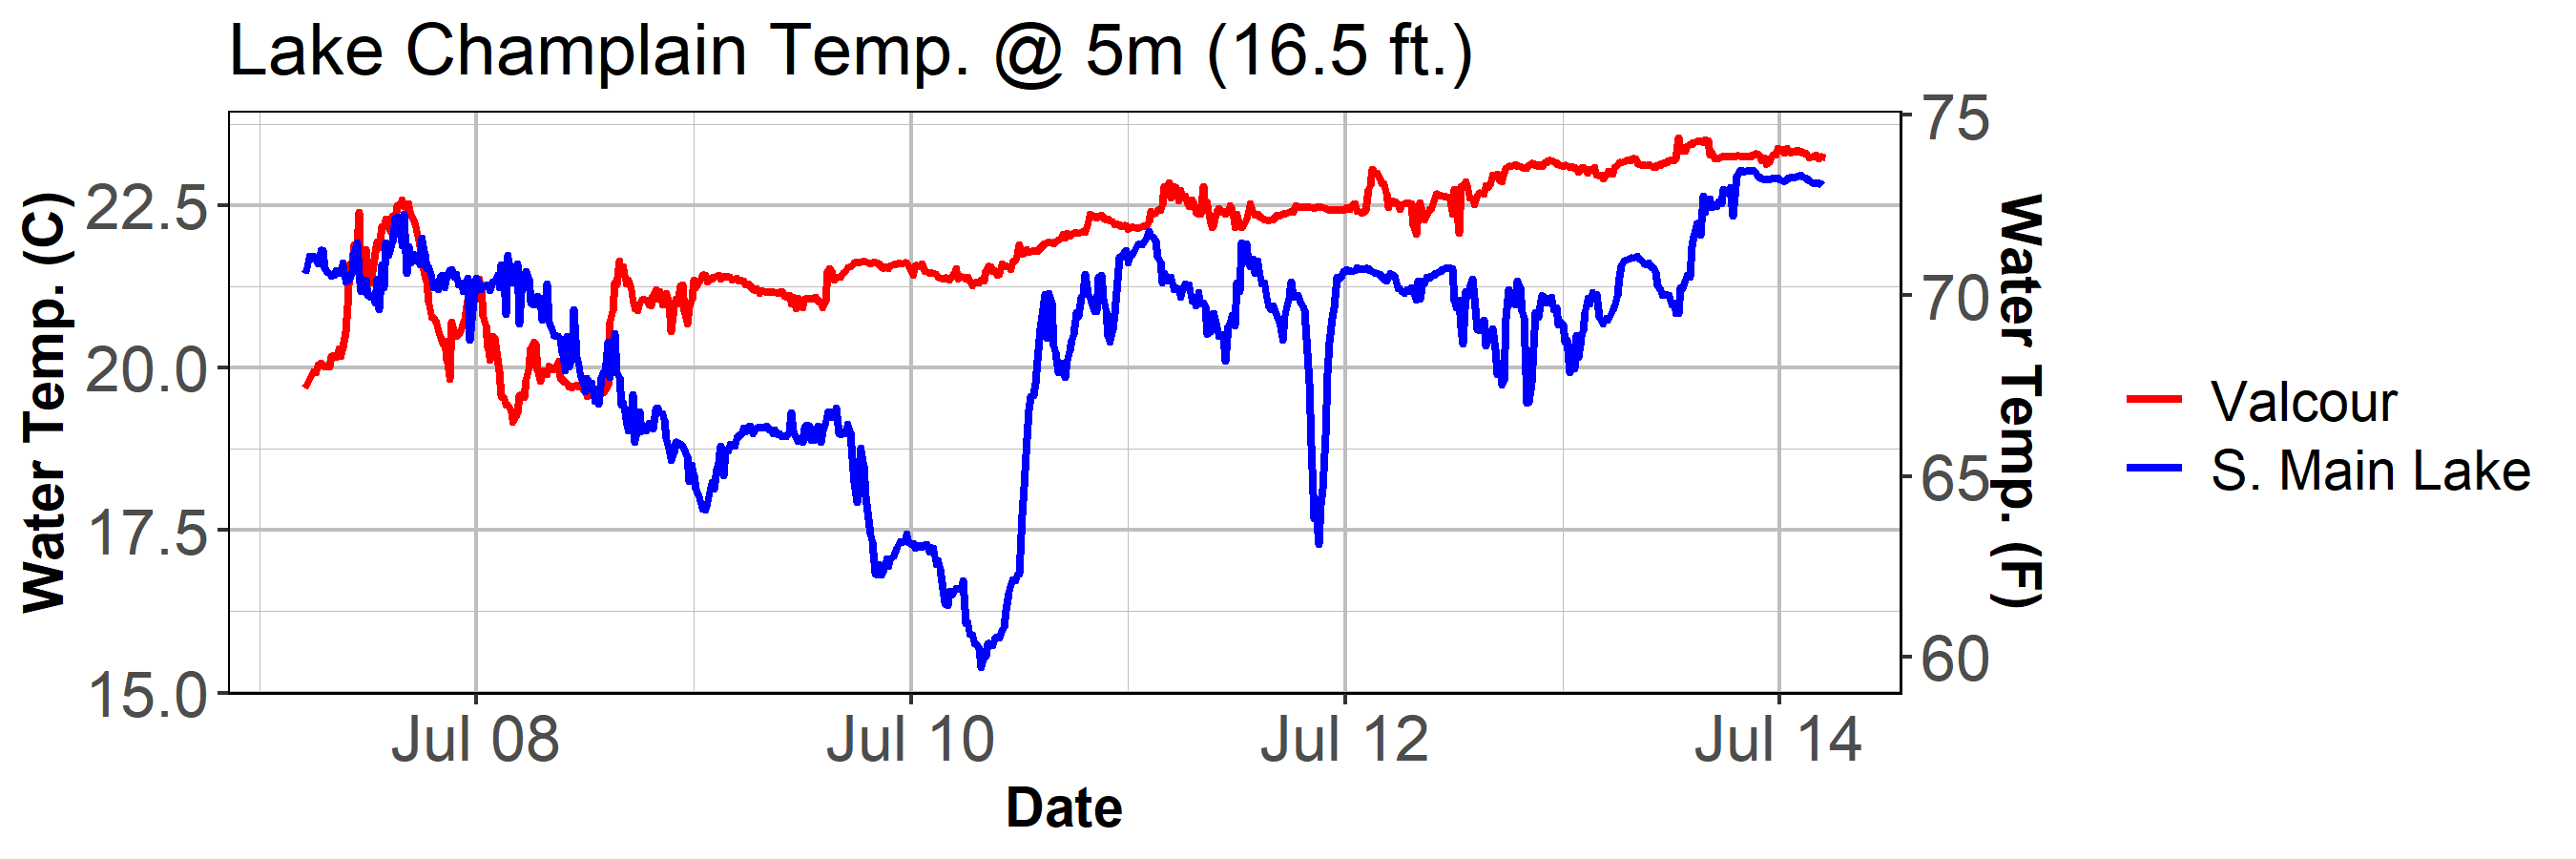 Lake Champlain Temp. @ 5m (16.5 ft.)
Water Temp. (C)
22.5
20.0
17.5
15.0
75
70
65
60
Water Temp. (F)
Jul 08
Jul 10
Jul 12
Jul 14
Date
Valcour
S. Main Lake